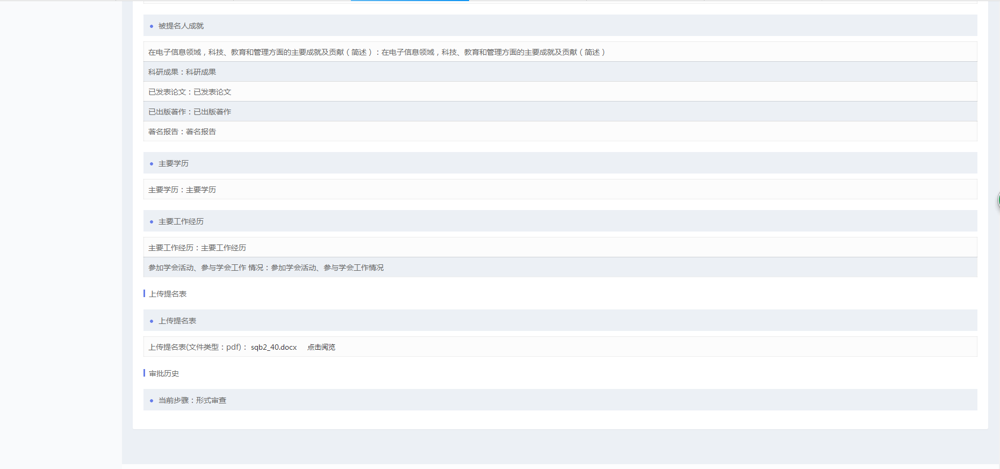 被提名人成就
在电子信息领域，科技、教育和管理方面的主要成就及贡献（简述）：在电子信息领域，科技、教育和管理方面的主要成就及贡献（简述）
科研成果：科研成果
已发表论文：已发表论文
已出版著作：已出版著作
著名报告：著名报告
主要学历
主要学历：主要学历
主要工作经历
主要工作经历：主要工作经历
参加学会活动、参与学会工作 情况：参加学会活动、参与学会工作情况
上传提名表
上传提名表
上传提名表(文件类型：pdf)： sqb2_40.docx 点击阅览
审批历史
当前步骤：形式审查